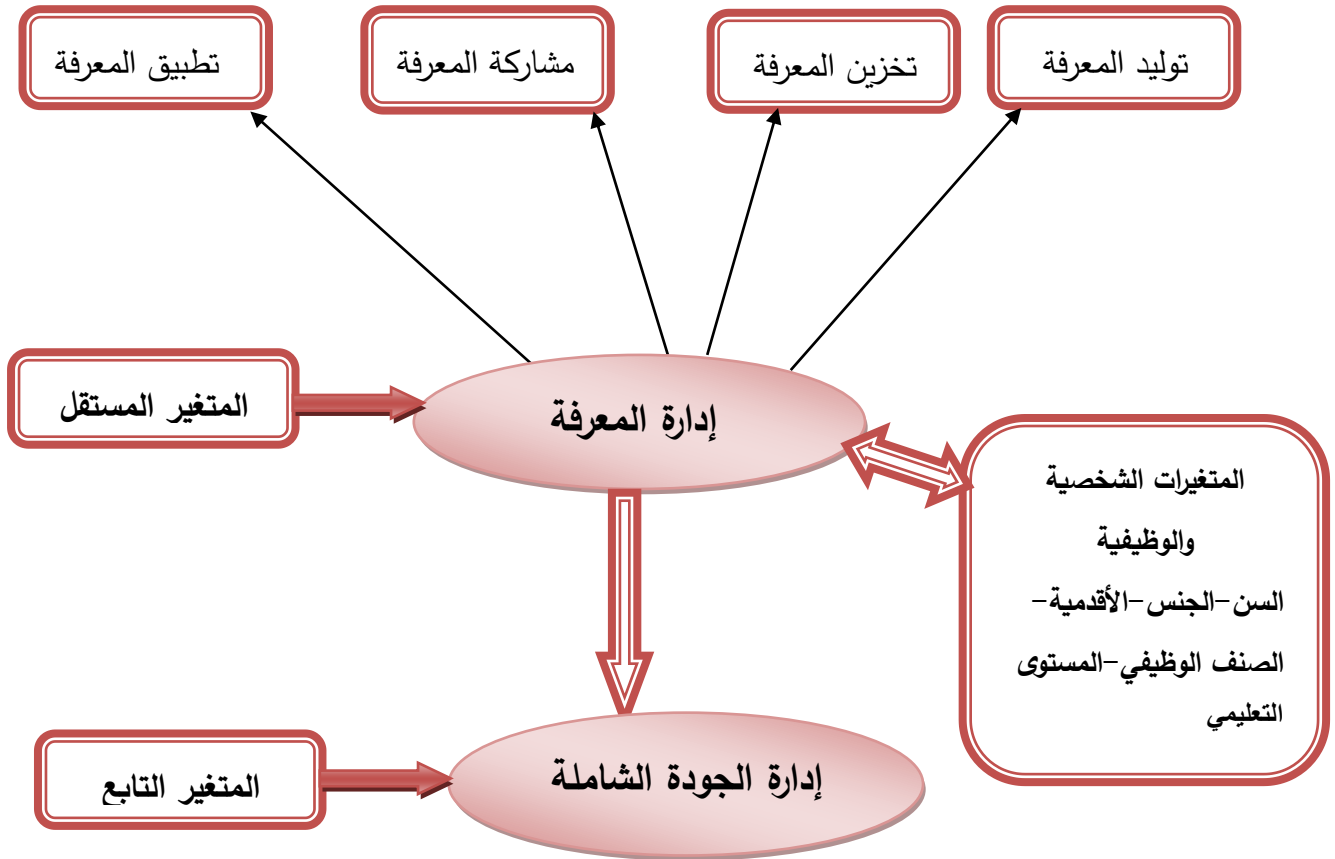 توليد المعرفة
تخزين المعرفة
مشاركة المعرفة
تطبيق المعرفة
المتغير المستقل
إدارة المعرفة
المتغيرات الشخصية
والوظيفية
السن-الجنس-الأقدمية-
الصنف الوظيفي-المستوى
التعليمي
إدارة الجودة الشاملة
المتغير التابع